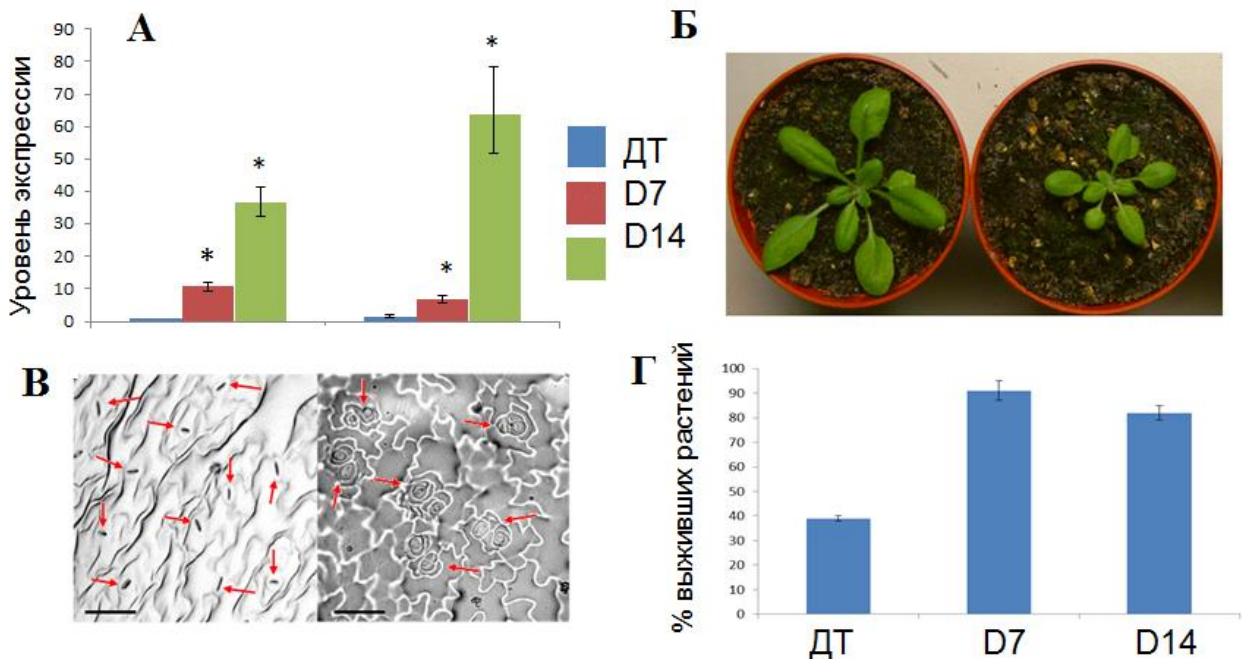 А
Уровень экспрессии
90
80
70
60
50
40
30
20
10
0
*
*
*
*
ДТ
D7
D14
Б
В
Г
% выживших растений
100
90
80
70
60
50
40
30
20
10
0
ДТ
D7
D14